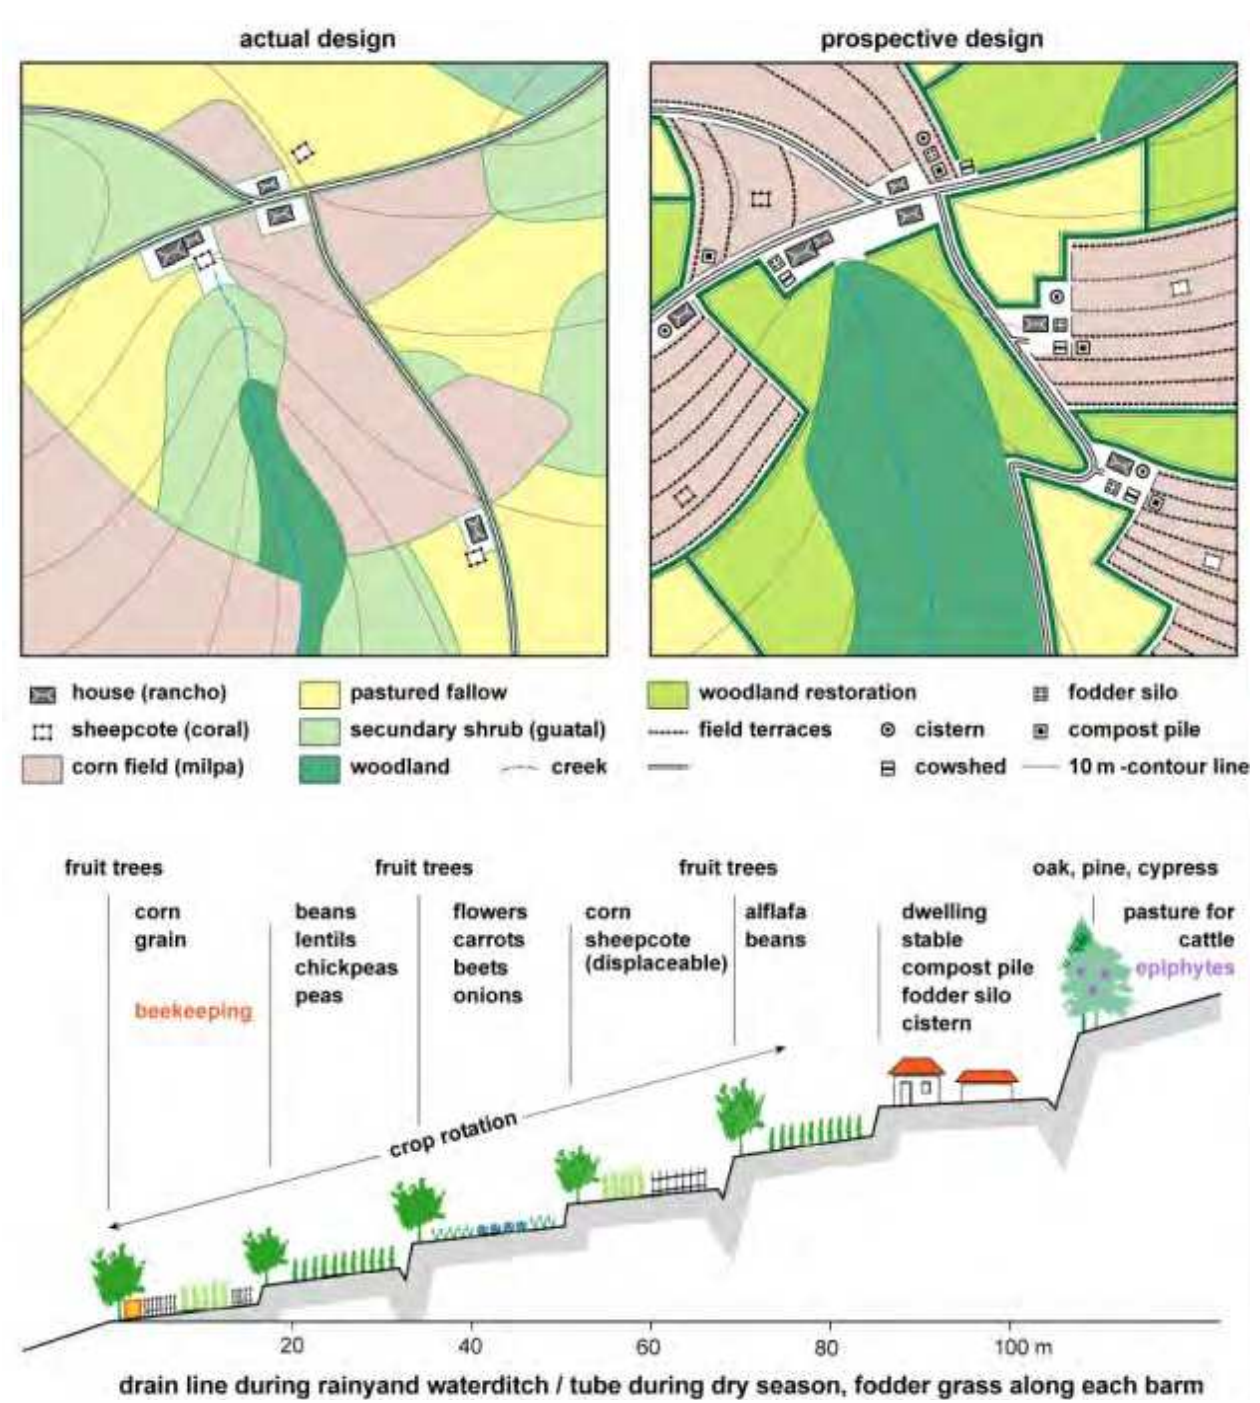 actual design
prospective design
house (rancho)
pastured fallow
woodland restoration
fodder silo
sheepcote (coral)
secundary shrub (guatal)
field terraces
cistern
compost pile
corn field (milpa)
woodland
creek
cowshed
10 m -contour line
fruit trees
fruit trees
fruit trees
oak, pine, cypress
corn
grain
beekeeping
beans
lentils
chickpeas
peas
flowers
carrots
beets
onions
corn
sheepcote
(displaceable)
alflafa
beans
dwelling
stable
compost pile
fodder silo
cistern
pasture for
cattle
epiphytes
crop rotation
20
40
60
80
100 m
drain line during rainyand waterditch / tube during dry season, fodder grass along each barm